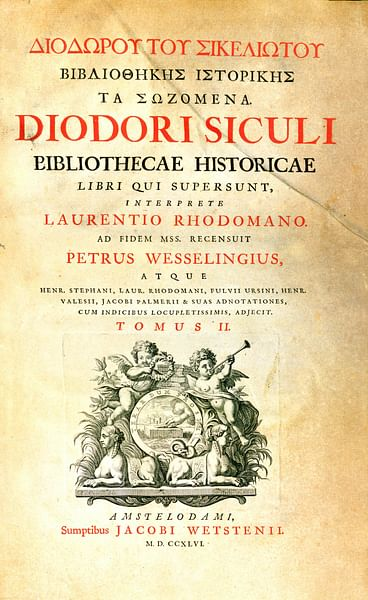 ΔΙΟΔΩΡΟΥ ΤΟΥ ΣΙΚΕΛΙΩΤΟΥ
ΒΙΒΛΙΟΘΗΚΗΣ ΙΣΤΟΡΙΚΗΣ
ΤΑ ΣΩΖΟΜΕΝΑ.
DIODORI SICULI
BIBLIOTHECAE HISTORICAE
LIBRI QUI SUPERSUNT,
INTERPRETE
LAURENTIO RHODOMANO.
AD FIDEM MSS. RECENSUIT
PETRUS WESSELINGIUS,
ATQUE
HENR. STEPHANI, LAUR. RHODOMANI, FULVII URSINI, HENR.
VALESII, JACOBI PALMERII & SUAS ADNOTATIONES,
CUM INDICIBUS LOCUPLETISSIMIS, ADJECIT.
TOMUS II.
AMSTELODAMI,
Sumptibus JACOBI WETSTENII.
M. D. CCXLVI.